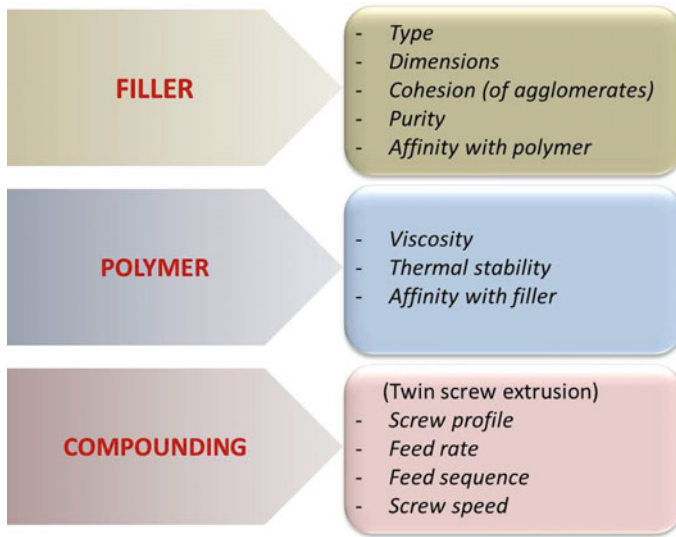 FILLER
- Type
- Dimensions
- Cohesion (of agglomerates)
- Purity
- Affinity with polymer
POLYMER
- Viscosity
- Thermal stability
- Affinity with filler
COMPOUNDING
(Twin screw extrusion)
- Screw profile
- Feed rate
- Feed sequence
- Screw speed